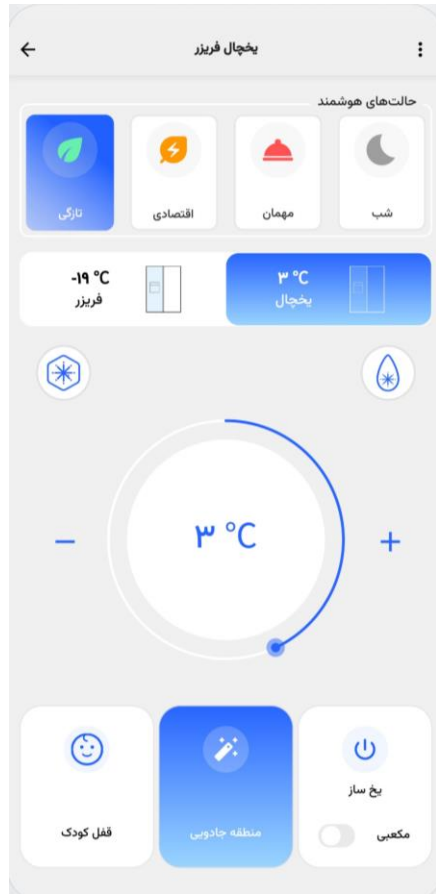 یخچال فریزر
حالت‌های هوشمند
شب
مهمان
اقتصادی
تازگی
۳ °C
یخچال
-۱۹ °C
فریزر
۳ °C
+
−
یخ ساز
مکعبی
منطقه جادویی
قفل کودک